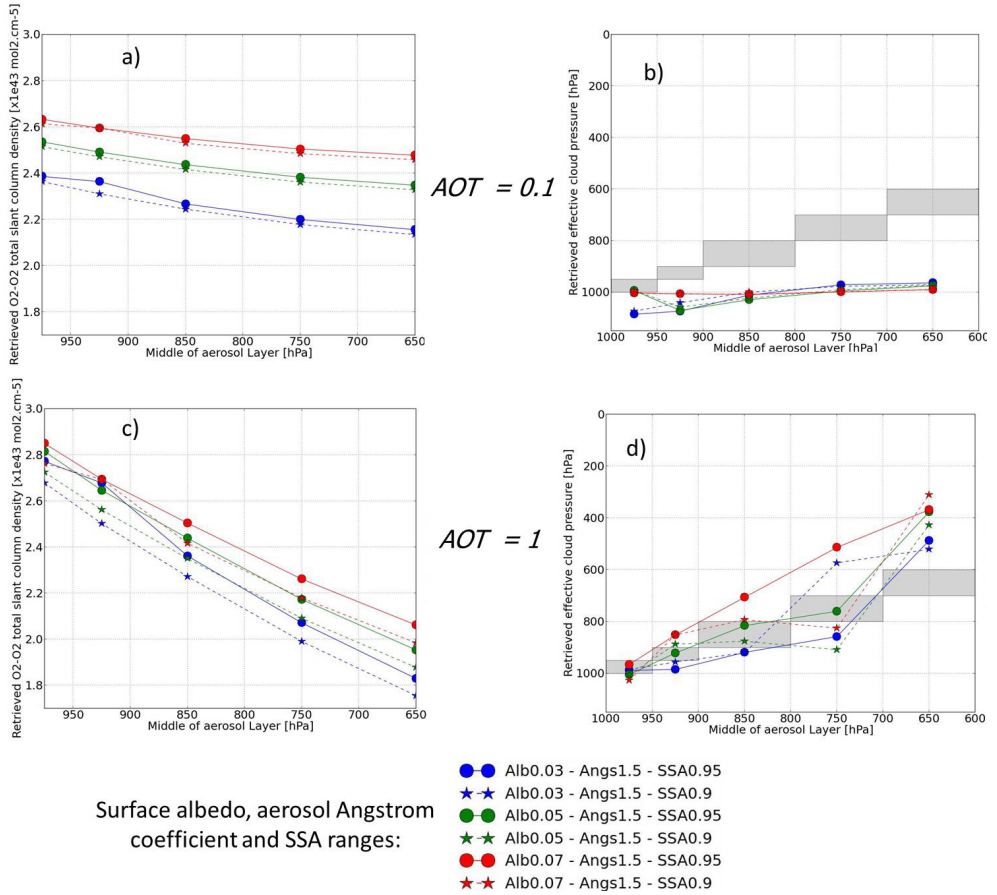 a)
Retrieved O2-O2 total slant column density [x1e43 mol2.cm-5]
3.0
2.8
2.6
2.4
2.2
2.0
1.8
950 900 850 800 750 700 650
Middle of aerosol Layer [hPa]
AOT = 0.1
b)
Retrieved effective cloud pressure [hPa]
0
200
400
600
800
1000
1000 950 900 850 800 750 700 650 600
Middle of aerosol Layer [hPa]
c)
Retrieved O2-O2 total slant column density [x1e43 mol2.cm-5]
3.0
2.8
2.6
2.4
2.2
2.0
1.8
950 900 850 800 750 700 650
Middle of aerosol Layer [hPa]
AOT = 1
d)
Retrieved effective cloud pressure [hPa]
0
200
400
600
800
1000
1000 950 900 850 800 750 700 650 600
Middle of aerosol Layer [hPa]
Surface albedo, aerosol Angstrom
coefficient and SSA ranges:
Alb0.03 - Angs1.5 - SSA0.95
Alb0.03 - Angs1.5 - SSA0.9
Alb0.05 - Angs1.5 - SSA0.95
Alb0.05 - Angs1.5 - SSA0.9
Alb0.07 - Angs1.5 - SSA0.95
Alb0.07 - Angs1.5 - SSA0.9